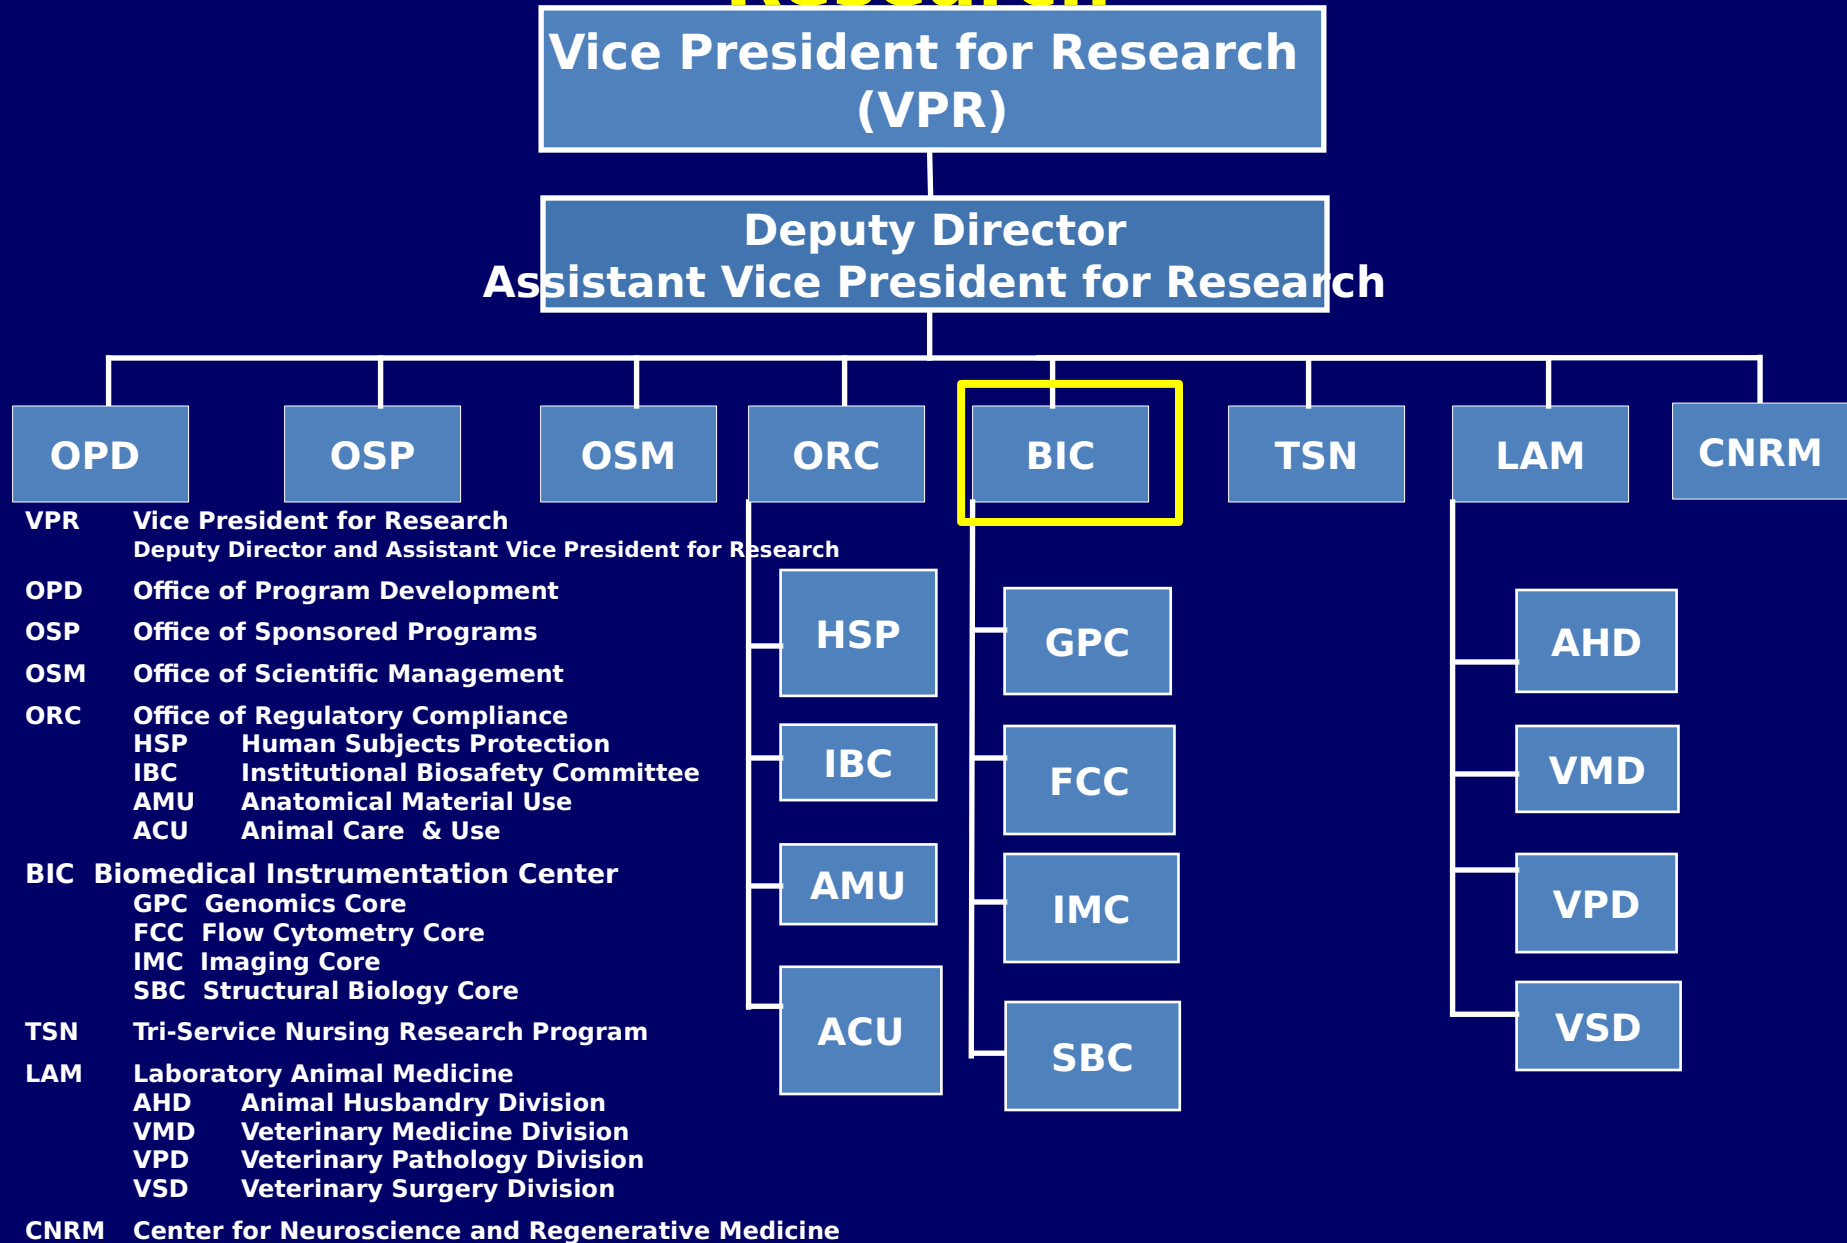 Research
Vice President for Research
(VPR)
Deputy Director
Assistant Vice President for Research
OPD
OSP
OSM
ORC
BIC
TSN
LAM
CNRM
VPR Vice President for Research
Deputy Director and Assistant Vice President for Research
OPD Office of Program Development
OSP Office of Sponsored Programs
OSM Office of Scientific Management
ORC Office of Regulatory Compliance
HSP Human Subjects Protection
IBC Institutional Biosafety Committee
AMU Anatomical Material Use
ACU Animal Care & Use
BIC Biomedical Instrumentation Center
GPC Genomics Core
FCC Flow Cytometry Core
IMC Imaging Core
SBC Structural Biology Core
TSN Tri-Service Nursing Research Program
LAM Laboratory Animal Medicine
AHD Animal Husbandry Division
VMD Veterinary Medicine Division
VPD Veterinary Pathology Division
VSD Veterinary Surgery Division
CNRM Center for Neuroscience and Regenerative Medicine
HSP
IBC
AMU
ACU
GPC
FCC
IMC
SBC
AHD
VMD
VPD
VSD